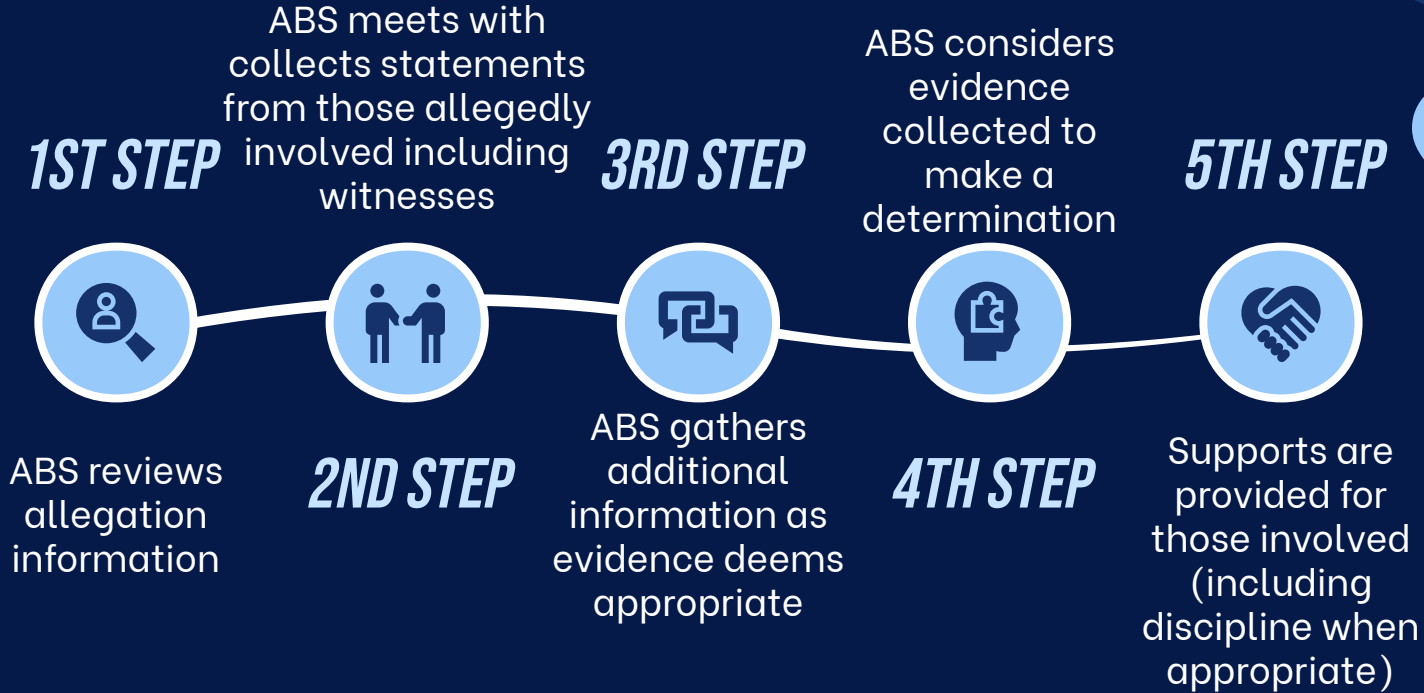 1ST STEP
ABS reviews
allegation
information
ABS meets with
collects statements
from those allegedly
involved including
witnesses
2ND STEP
3RD STEP
ABS gathers
additional
information as
evidence deems
appropriate
ABS considers
evidence
collected to
make a
determination
4TH STEP
5TH STEP
Supports are
provided for
those involved
(including
discipline when
appropriate)